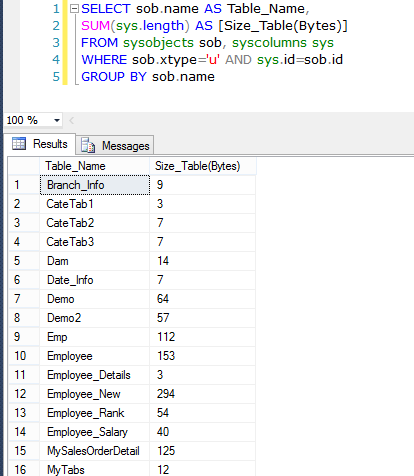 1 SELECT sob.name AS Table_Name,
2 SUM(sys.length) AS [Size_Table(Bytes)]
3 FROM sysobjects sob, syscolumns sys
4 WHERE sob.xtype='u' AND sys.id=sob.id
5 GROUP BY sob.name
100 %
Results Messages
Table_Name Size_Table(Bytes)
1 Branch_Info 9
2 CateTab1 3
3 CateTab2 7
4 CateTab3 7
5 Dam 14
6 Date_Info 7
7 Demo 64
8 Demo2 57
9 Emp 112
10 Employee 153
11 Employee_Details 3
12 Employee_New 294
13 Employee_Rank 54
14 Employee_Salary 40
15 MySalesOrderDetail 125
16 MyTabs 12